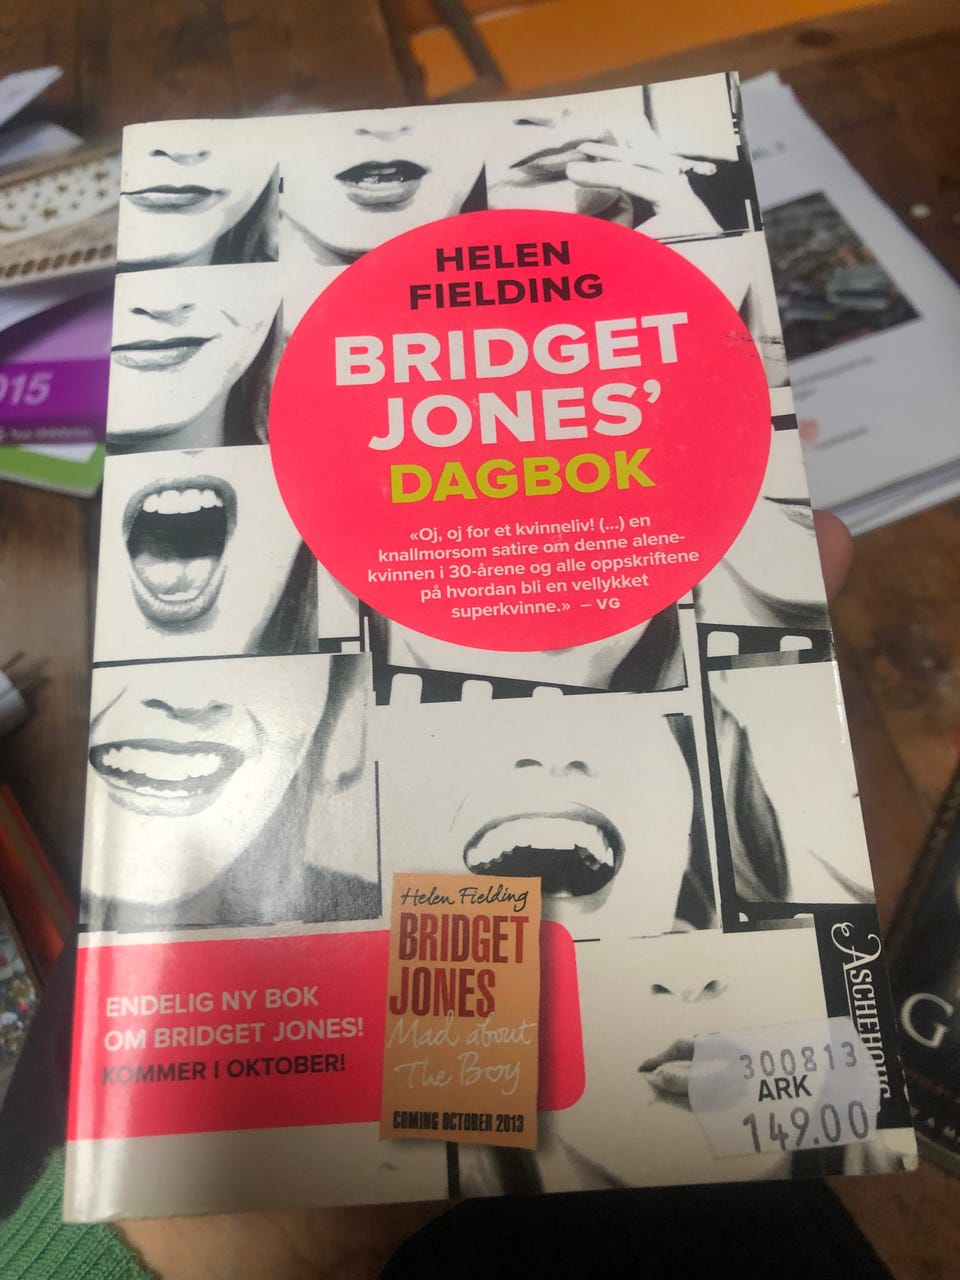 HELEN
FIELDING
BRIDGET
JONES’
DAGBOK
«Oj, oj for et kvinneliv! (...) en
knallmorsom satire om denne alene-
kvinnen i 30-årene og alle oppskriftene
på hvordan bli en vellykket
superkvinne.» – VG
ENDELIG NY BOK
OM BRIDGET JONES!
KOMMER I OKTOBER!
Helen Fielding
BRIDGET
JONES
Mad about
The Boy
COMING OCTOBER 2013
ASCHEHOUG
300813
ARK
149.00
015
G